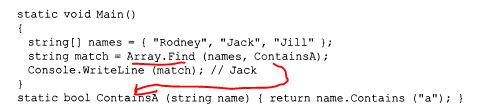 static void Main()
{
string[] names = { "Rodney", "Jack", "Jill" };
string match = Array.Find (names, ContainsA);
Console.WriteLine (match); // Jack
}
static bool ContainsA (string name) { return name.Contains ("a"); }